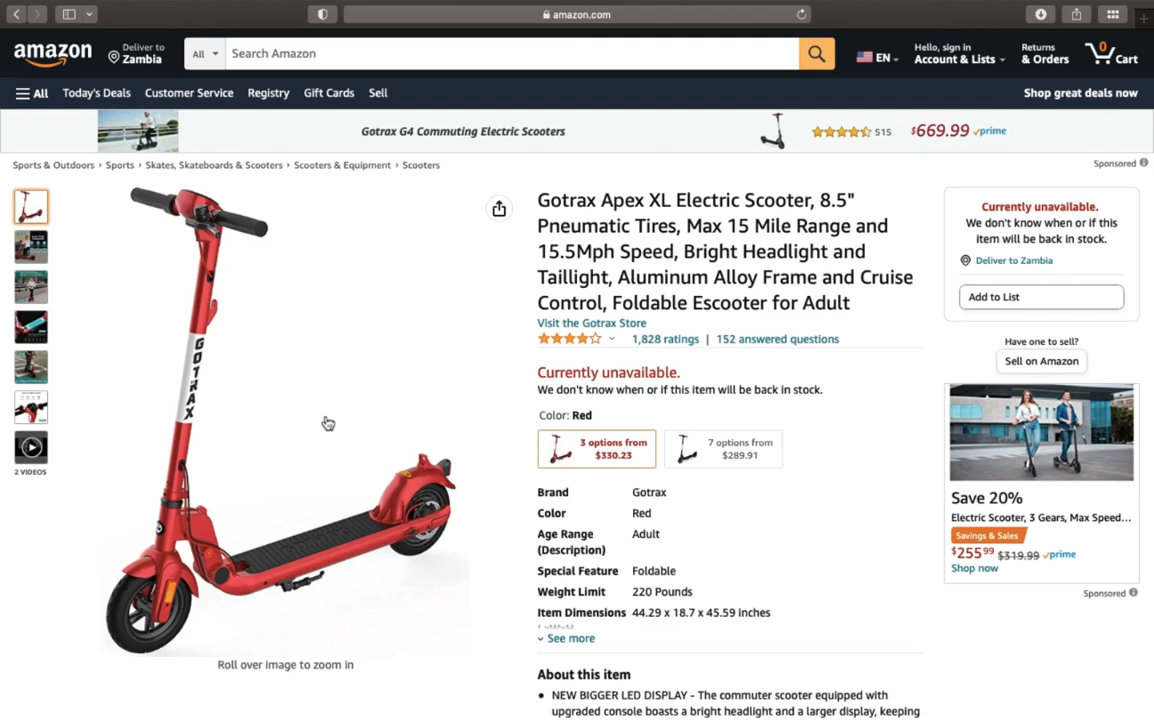 amazon.com
amazon
Deliver to
Zambia
All
Search Amazon
EN
Hello, sign in
Account & Lists
Returns
& Orders
0
Cart
All
Today's Deals
Customer Service
Registry
Gift Cards
Sell
Shop great deals now
Gotrax G4 Commuting Electric Scooters
515
$669.99
prime
Sponsored
Sports & Outdoors › Sports › Skates, Skateboards & Scooters › Scooters & Equipment › Scooters
2 VIDEOS
GOTRAX
Roll over image to zoom in
Gotrax Apex XL Electric Scooter, 8.5"
Pneumatic Tires, Max 15 Mile Range and
15.5Mph Speed, Bright Headlight and
Taillight, Aluminum Alloy Frame and Cruise
Control, Foldable Escooter for Adult
Visit the Gotrax Store
1,828 ratings | 152 answered questions
Currently unavailable.
We don't know when or if this item will be back in stock.
Color: Red
3 options from
$330.23
7 options from
$289.91
Brand Gotrax
Color Red
Age Range Adult
(Description)
Special Feature Foldable
Weight Limit 220 Pounds
Item Dimensions 44.29 x 18.7 x 45.59 inches
See more
About this item
• NEW BIGGER LED DISPLAY - The commuter scooter equipped with
upgraded console boasts a bright headlight and a larger display, keeping
Currently unavailable.
We don't know when or if this
item will be back in stock.
Deliver to Zambia
Add to List
Have one to sell?
Sell on Amazon
Save 20%
Electric Scooter, 3 Gears, Max Speed...
Savings & Sales
$255.99 $319.99 prime
Shop now
Sponsored